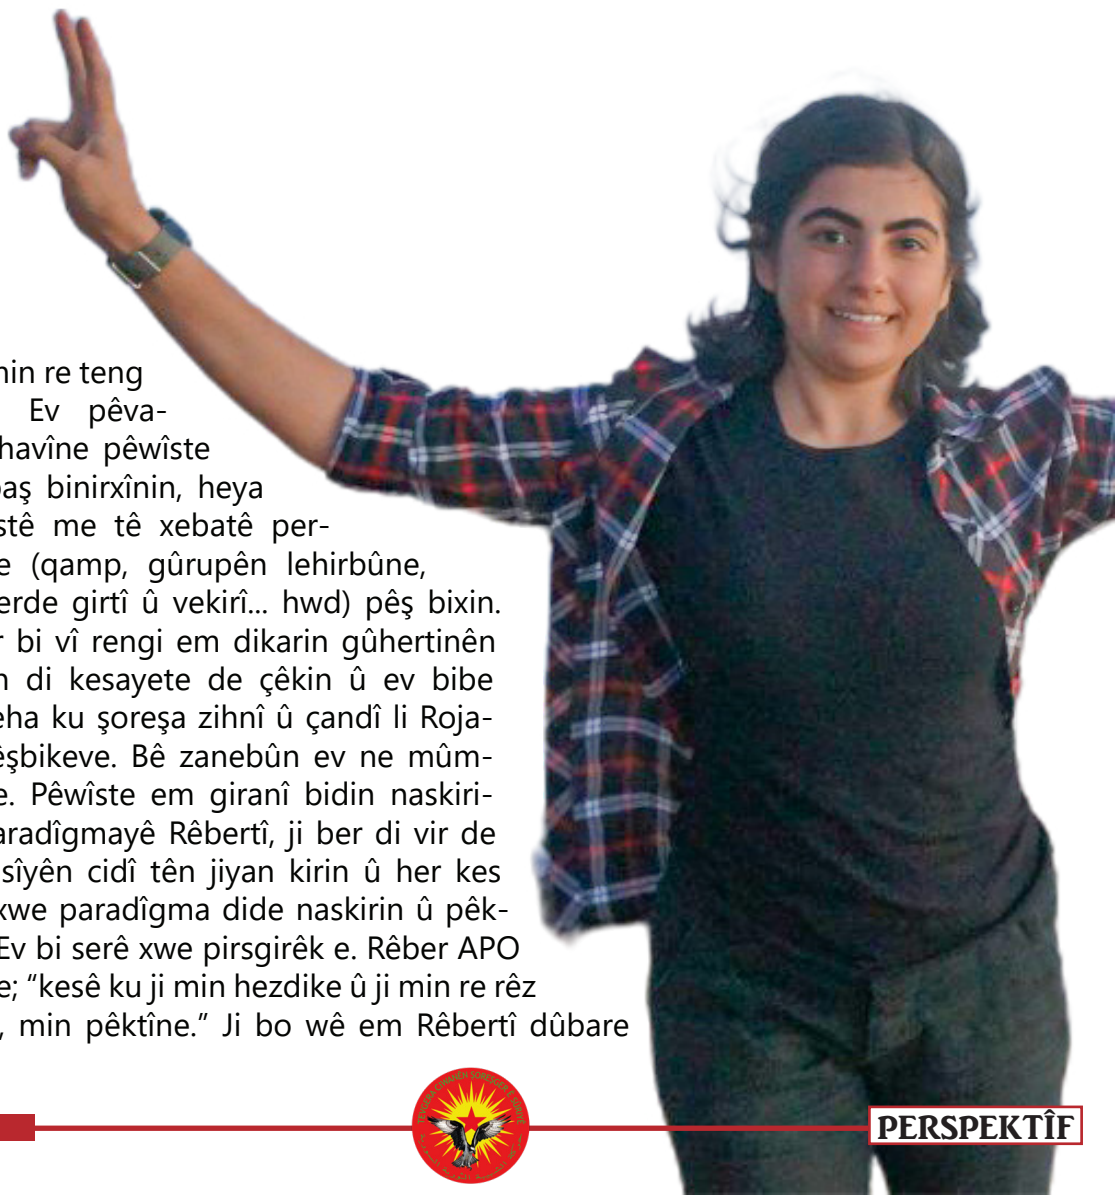 nin re teng
Ev pêva-
havîne pêwîste
baş binirxînin, heya
stê me tê xebatê per-
e (qamp, gûrupên lehirbûne,
erde girtî û vekirî... hwd) pêş bixin.
r bi vî rengi em dikarin gûhertinên
n di kesayete de çêkin û ev bibe
eha ku şoreşa zihnî û çandî li Roja-
êşbikeve. Bê zanebûn ev ne mûm-
e. Pêwîste em giranî bidin naskiri-
aradîgmayê Rêbertî, ji ber di vir de
sîyên cidî tên jiyan kirin û her kes
xwe paradîgma dide naskirin û pêk-
Ev bi serê xwe pirsgirêk e. Rêber APO
e; “kesê ku ji min hezdike û ji min re rêz
, min pêktîne.” Ji bo wê em Rêbertî dûbare
PERSPEKTÎF